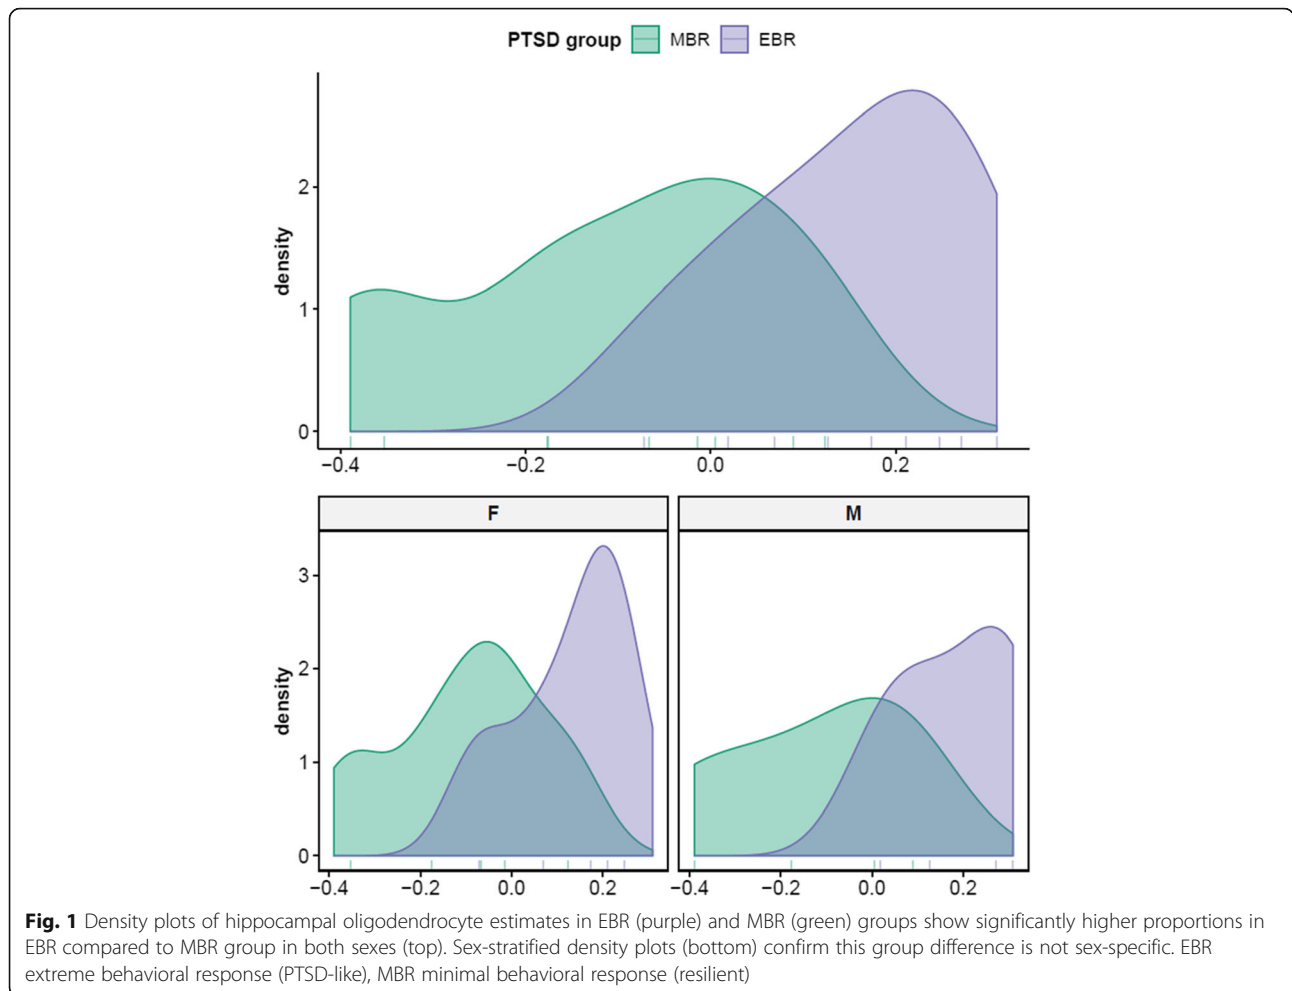 PTSD group MBR EBR
density
2
1
0
−0.4 −0.2 0.0 0.2
F M
density
3
2
1
0
−0.4 −0.2 0.0 0.2 −0.4 −0.2 0.0 0.2
Fig. 1 Density plots of hippocampal oligodendrocyte estimates in EBR (purple) and MBR (green) groups show significantly higher proportions in
EBR compared to MBR group in both sexes (top). Sex-stratified density plots (bottom) confirm this group difference is not sex-specific. EBR
extreme behavioral response (PTSD-like), MBR minimal behavioral response (resilient)